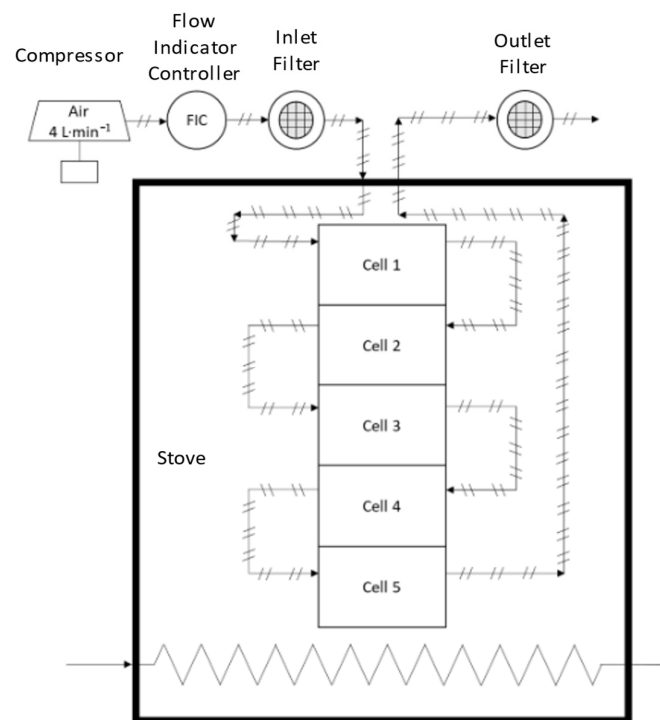 Compressor
Flow
Indicator
Controller
Inlet
Filter
Outlet
Filter
Air
4 L·min⁻¹
FIC
Cell 1
Cell 2
Cell 3
Stove
Cell 4
Cell 5